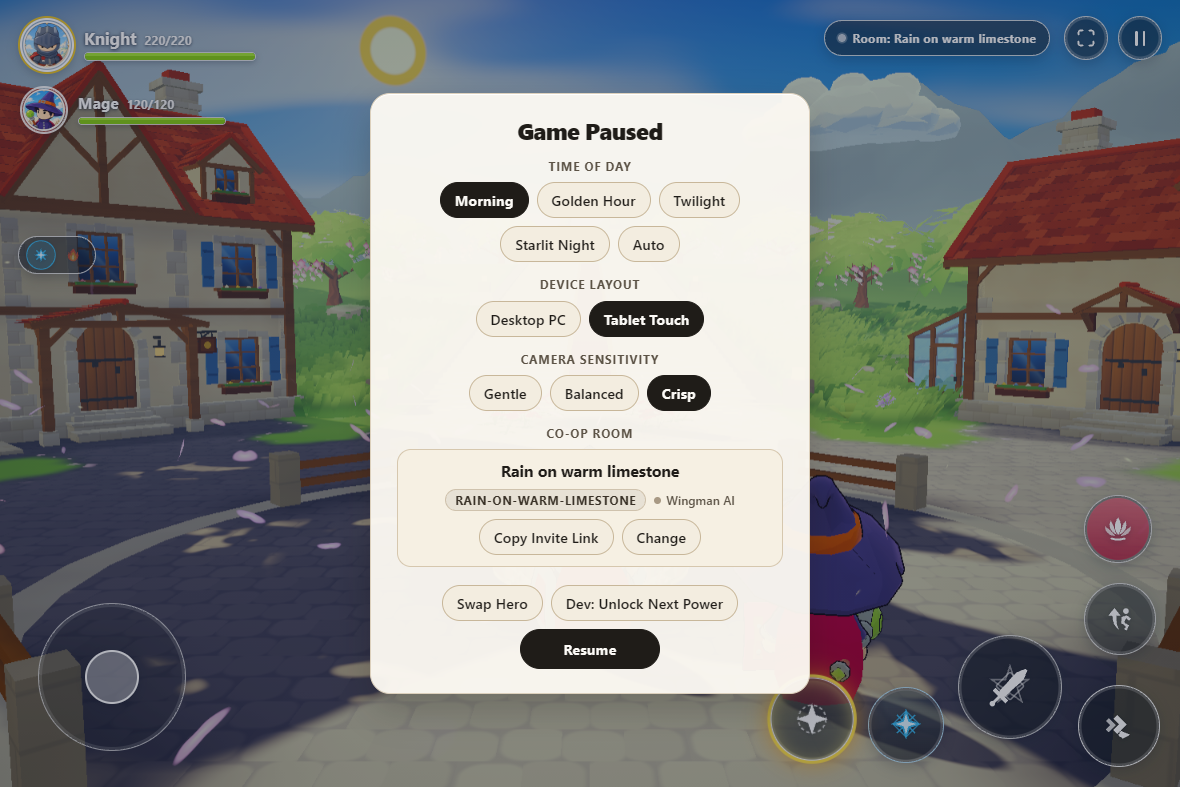 Knight 220/220
Room: Rain on warm limestone
Mage 120/120
Game Paused
TIME OF DAY
Morning
Golden Hour
Twilight
Starlit Night
Auto
DEVICE LAYOUT
Desktop PC
Tablet Touch
CAMERA SENSITIVITY
Gentle
Balanced
Crisp
CO-OP ROOM
Rain on warm limestone
RAIN-ON-WARM-LIMESTONE
Wingman AI
Copy Invite Link
Change
Swap Hero
Dev: Unlock Next Power
Resume